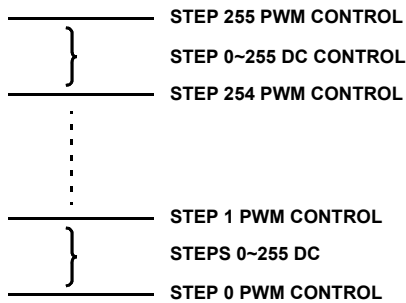 STEP 255 PWM CONTROL
STEP 0~255 DC CONTROL
STEP 254 PWM CONTROL
STEP 1 PWM CONTROL
STEPS 0~255 DC
STEP 0 PWM CONTROL